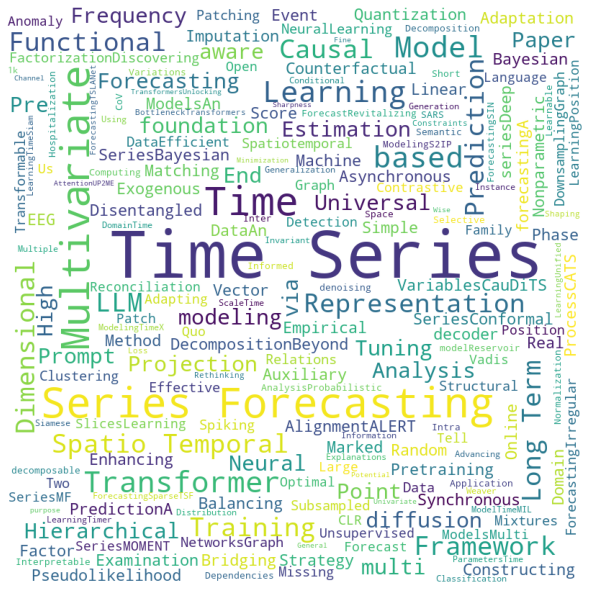 Anomaly
Frequency
Patching
Event
Quantization
Adaptation
Functional
Imputation
NeuralLearning
Decomposition
Fine
aware
Causal
Model
Paper
FactorizationDiscovering
Variations
Open
Counterfactual
Bayesian
lk
Channel
TransformersUnlocking
Conditional
Short
Language
Pre
Forecasting
ModelsAn
Linear
CoV
BottleneckTransformers
ForecastRevitalizing
SARS
Hospitalization
ForecastingTSLANet
Using
Sharpness
Generation
Constraints
Semantic
Learning
Score
DataEfficient
Spatiotemporal
ModelingS2IP
foundation
Estimation
Prediction
ForecastingSIN
Learnable
DownsamplingGraph
LearningPosition
Transformable
LearningTimeSiam
Us
SeriesBayesian
Machine
Asynchronous
seriesDeep
forecastingA
Nonparametric
Computing
Matching
Graph
Contrastive
Minimization
Generalization
Instance
AttentionUP2ME
Exogenous
End
based
Selective
Shaping
EEG
Multivariate
Disentangled
DataAn
Time
Universal
Detection
Simple
Family
Phase
Multiple
DomainTime
Inter
Space
Wise
Invariant
Time Series
Reconciliation
LLM
Vector
via
Informed
denoising
VariablesCauDiTS
ProcessCATS
LearningUnified
Adapting
ScaleTime
Representation
High
Patch
modeling
SeriesConformal
Dimensional
ModelingTimeX
Quo
Empirical
decoder
Position
Real
Method
DecompositionBeyond
modelReservoir
Vadis
Normalization
Loss
Rethinking
Prompt
Projection
Relations
Tuning
Long Term
Clustering
Effective
Auxiliary
Analysis
AnalysisProbabilistic
Structural
Series Forecasting
ForecastingIrregular
Siamese
SlicesLearning
Spiking
AlignmentALERT
Intra
Online
Domain
Information
Explanations
Advancing
Spatio Temporal
Marked
Random
Tell
Potential
Enhancing
Large
Pretraining
Application
decomposable
Transformer
Neural
Weaver
Two
Optimal
Point
Data
Univariate
ModelTimeMIL
SeriesMF
ForecastingSparseTSF
Balancing
Subsampled
Synchronous
purpose
Distribution
PredictionA
Training
CLR
Mixtures
LearningTimer
Unsupervised
Hierarchical
SeriesMOMENT
NetworksGraph
diffusion
ModelsMulti
Framework
Interpretable
General
Bridging
Forecast
ParametersTime
Factor
Examination
Strategy
multi
Constructing
Pseudolikelihood
Dependencies
Missing
Classification